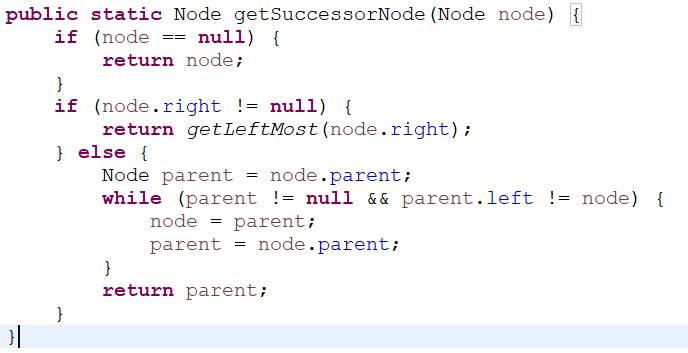 public static Node getSuccessorNode(Node node) {
    if (node == null) {
        return node;
    }
    if (node.right != null) {
        return getLeftMost(node.right);
    } else {
        Node parent = node.parent;
        while (parent != null && parent.left != node) {
            node = parent;
            parent = node.parent;
        }
        return parent;
    }
}